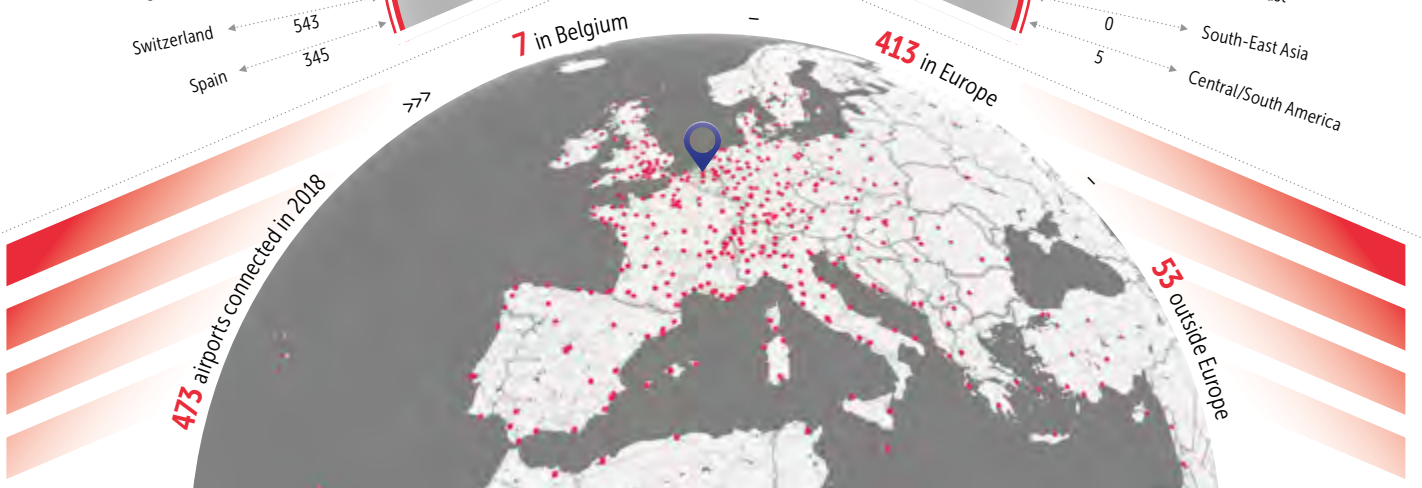 Switzerland 543
Spain 345
0 South-East Asia
5 Central/South America
>>>
473 airports connected in 2018
7 in Belgium
–
413 in Europe
–
53 outside Europe